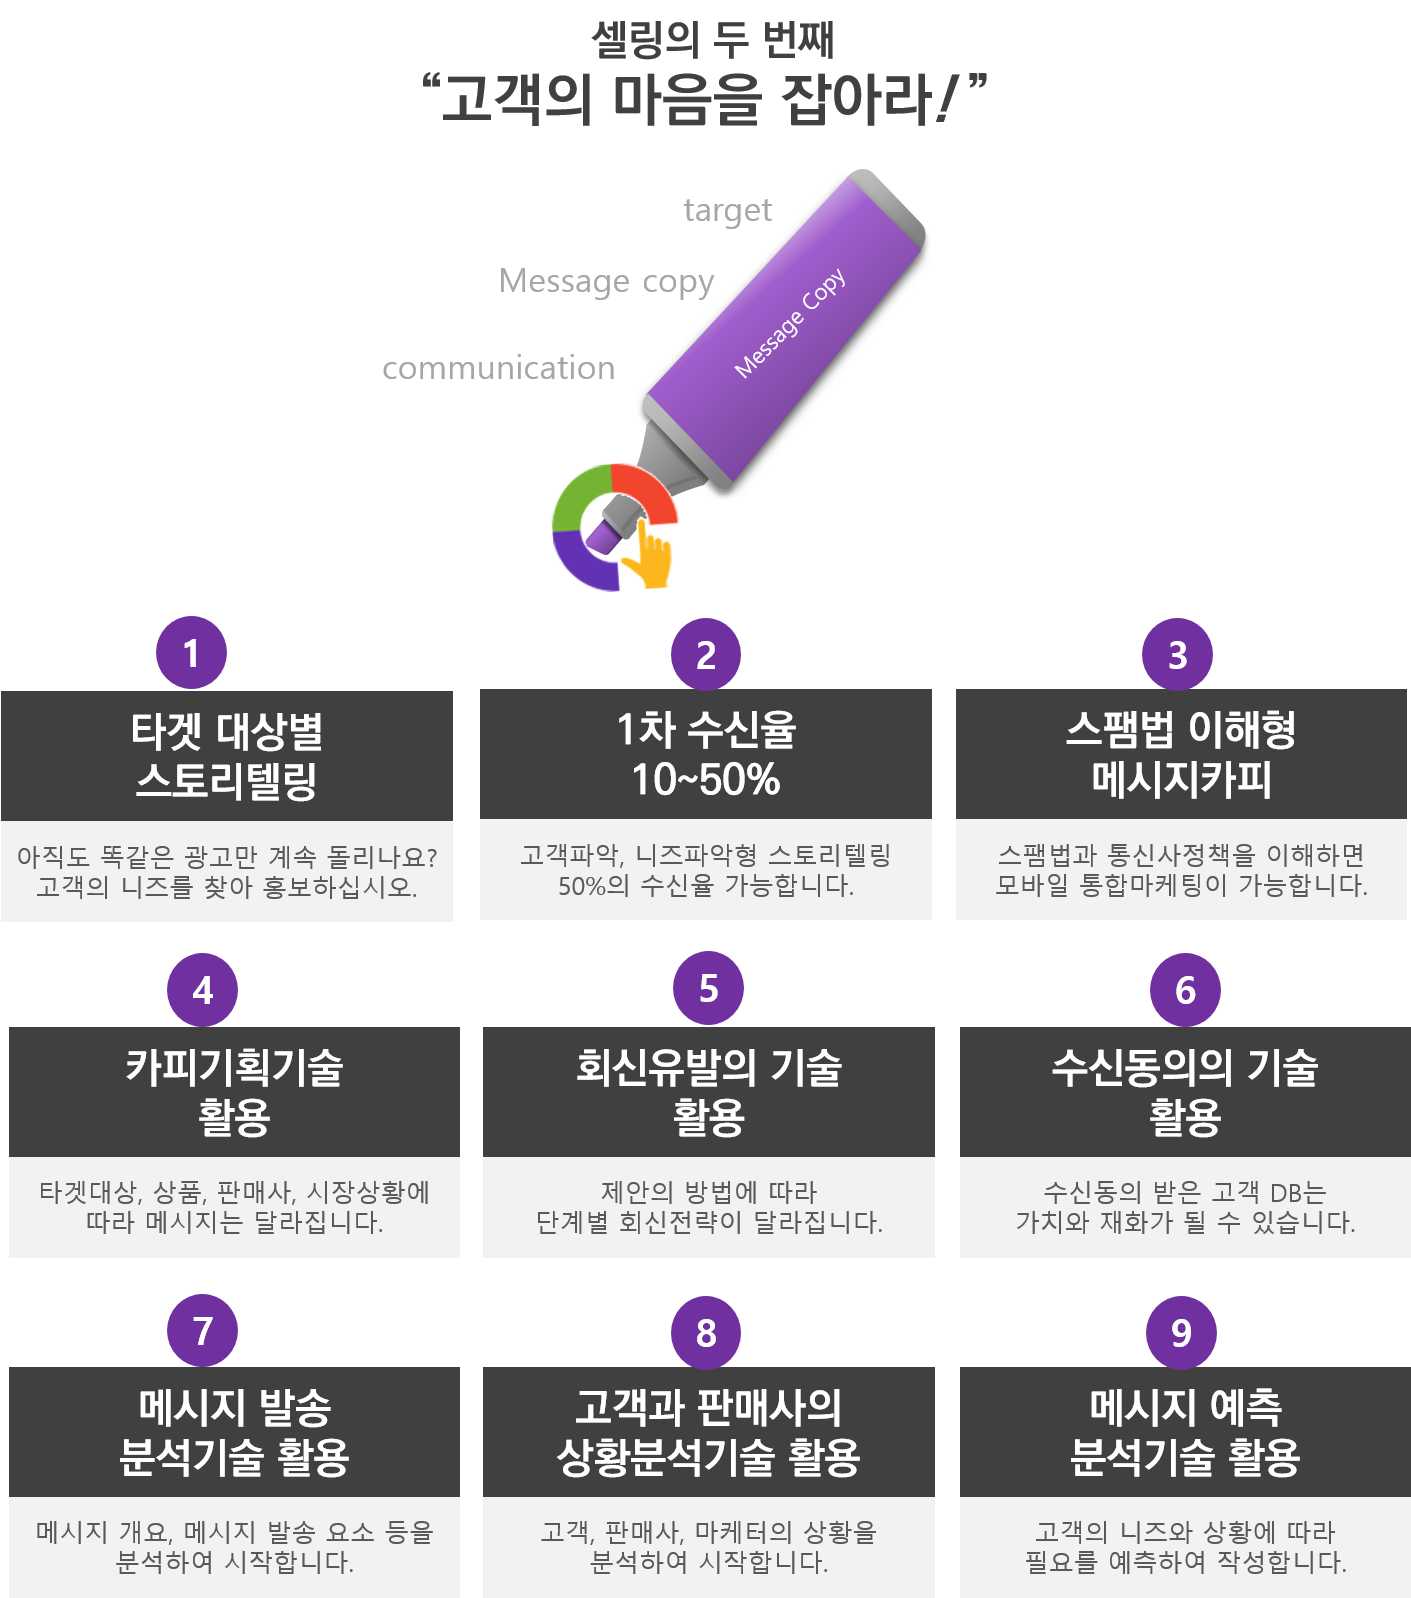 셀링의 두 번째
“고객의 마음을 잡아라!”
target
Message copy
communication
Message Copy
1
타겟 대상별
스토리텔링
아직도 똑같은 광고만 계속 돌리나요?
고객의 니즈를 찾아 홍보하십시오.
2
1차 수신율
10~50%
고객파악, 니즈파악형 스토리텔링
50%의 수신율 가능합니다.
3
스팸법 이해형
메시지카피
스팸법과 통신사정책을 이해하면
모바일 통합마케팅이 가능합니다.
4
카피기획기술
활용
타겟대상, 상품, 판매사, 시장상황에
따라 메시지는 달라집니다.
5
회신유발의 기술
활용
제안의 방법에 따라
단계별 회신전략이 달라집니다.
6
수신동의의 기술
활용
수신동의 받은 고객 DB는
가치와 재화가 될 수 있습니다.
7
메시지 발송
분석기술 활용
메시지 개요, 메시지 발송 요소 등을
분석하여 시작합니다.
8
고객과 판매사의
상황분석기술 활용
고객, 판매사, 마케터의 상황을
분석하여 시작합니다.
9
메시지 예측
분석기술 활용
고객의 니즈와 상황에 따라
필요를 예측하여 작성합니다.